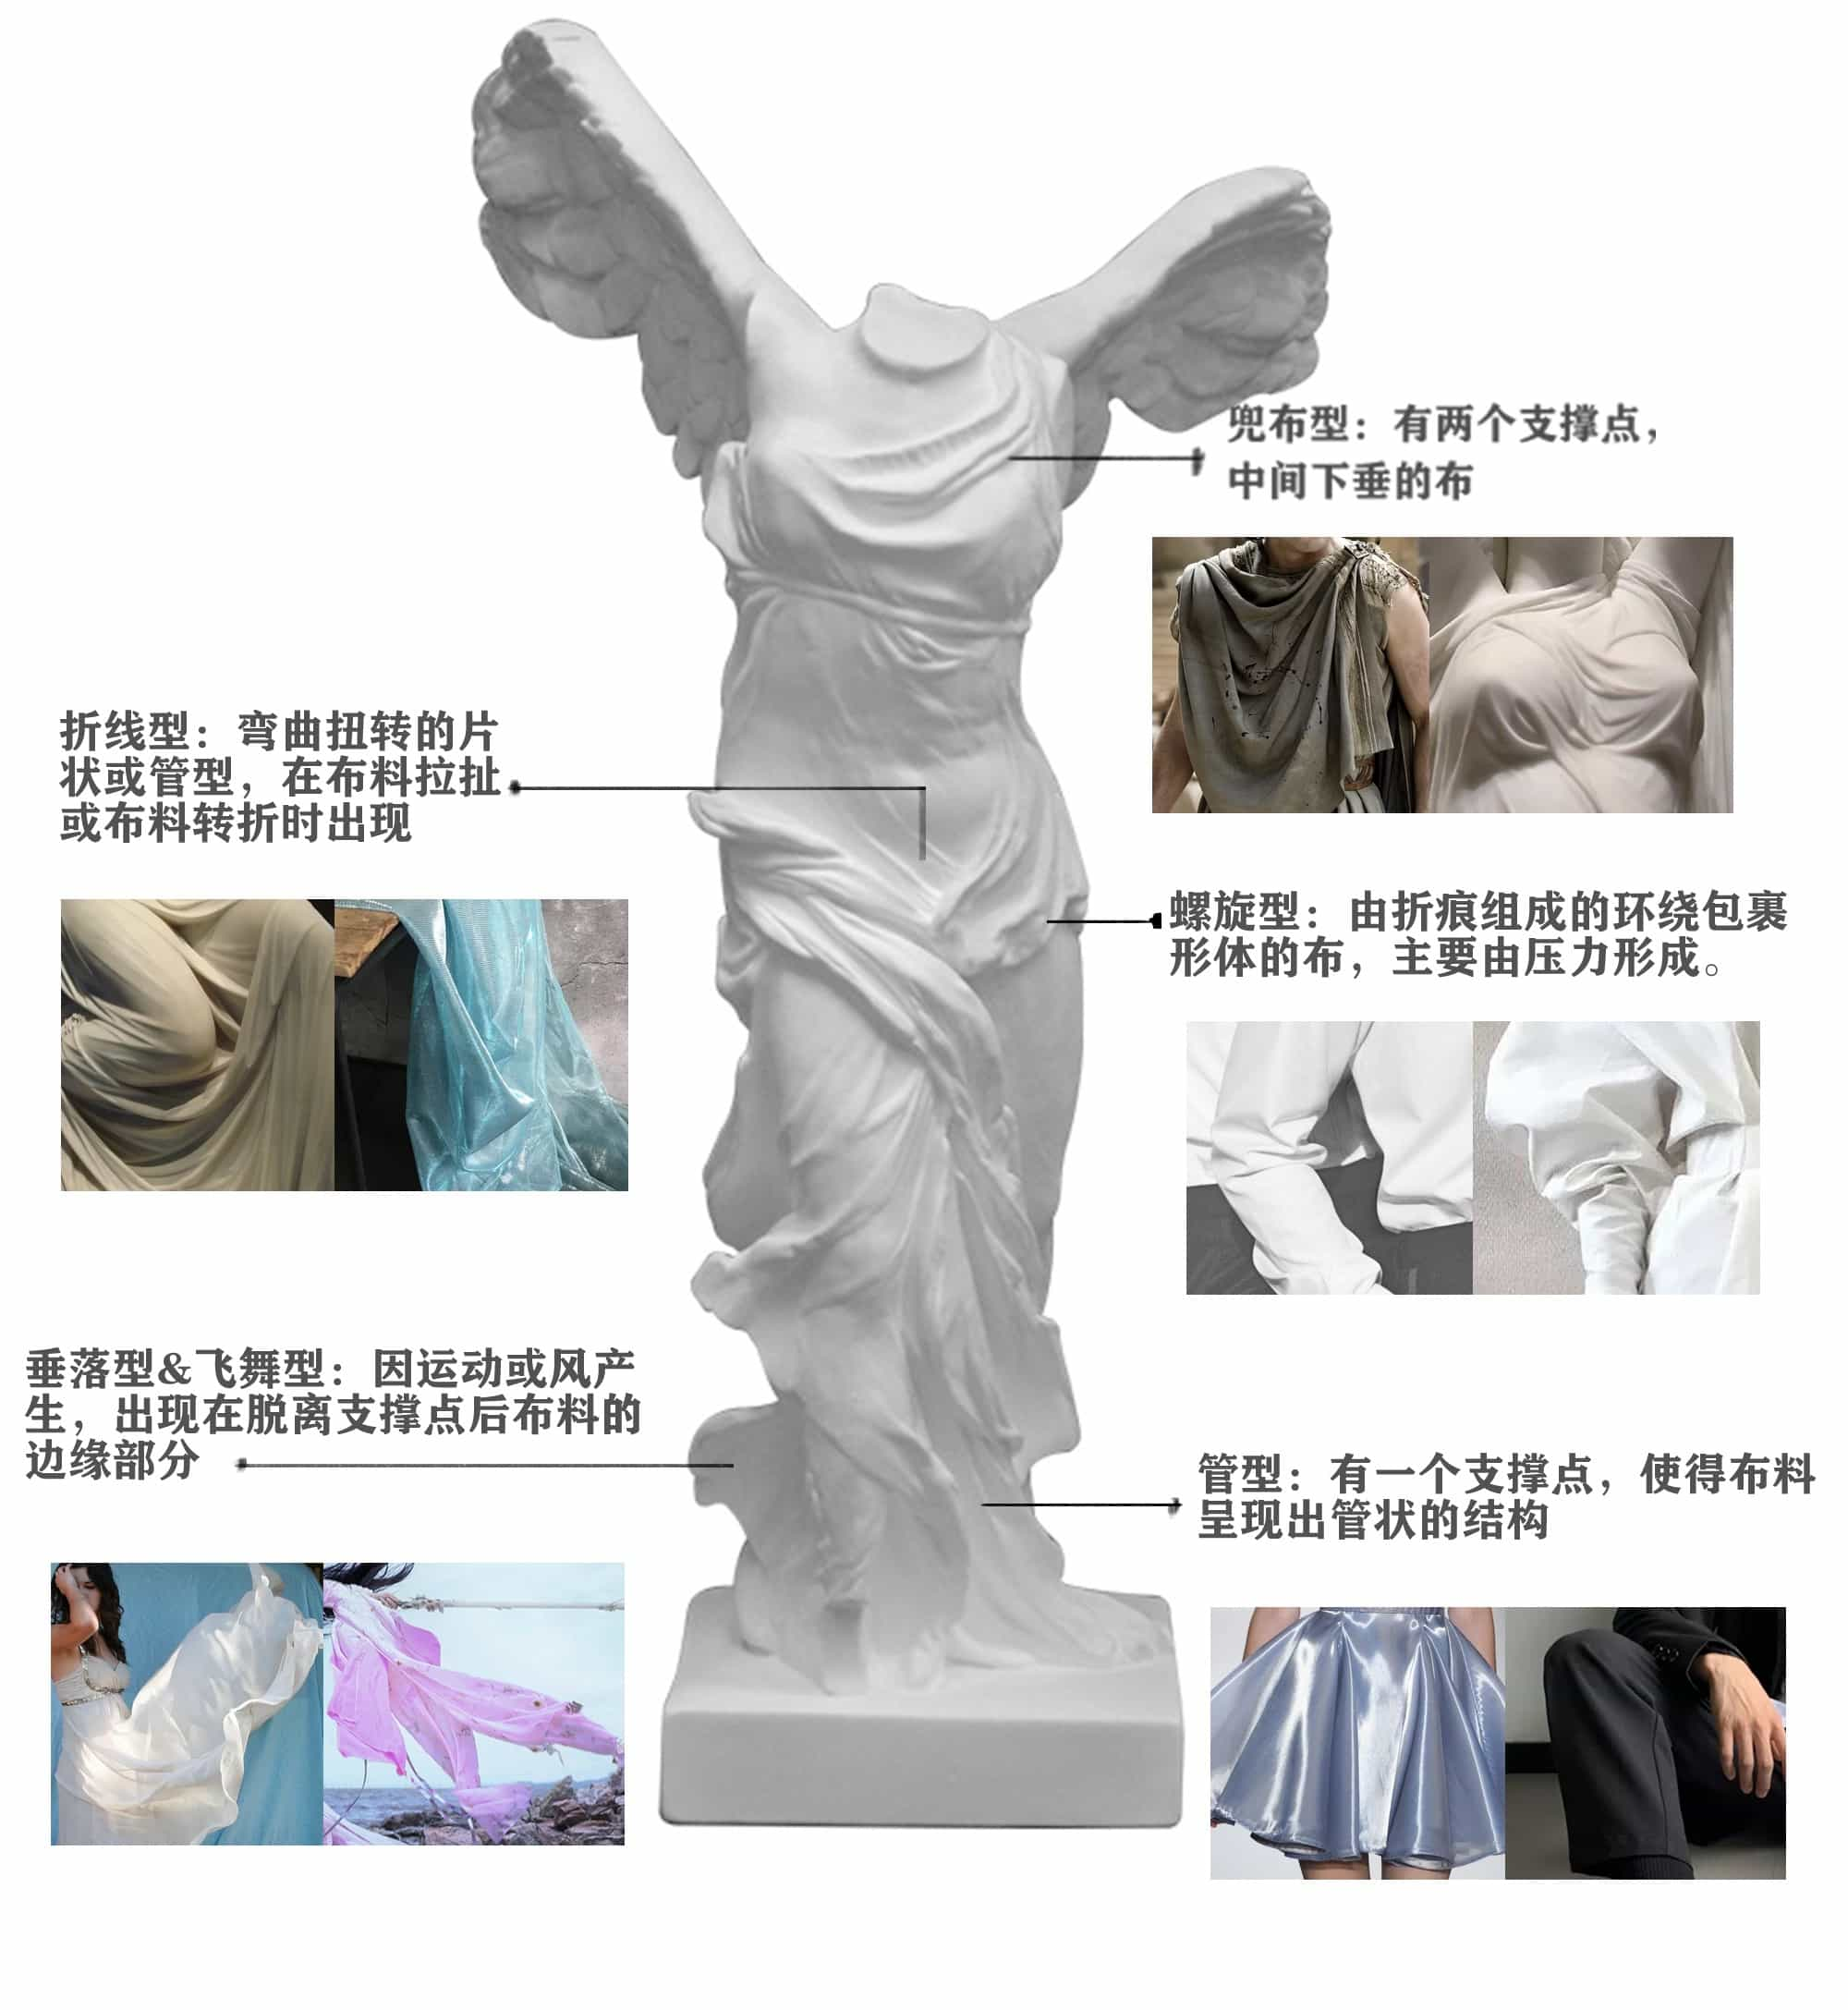 兜布型：有两个支撑点，
中间下垂的布
折线型：弯曲扭转的片
状或管型，在布料拉扯
或布料转折时出现
螺旋型：由折痕组成的环绕包裹
形体的布，主要由压力形成。
垂落型&飞舞型：因运动或风产
生，出现在脱离支撑点后布料的
边缘部分
管型：有一个支撑点，使得布料
呈现出管状的结构